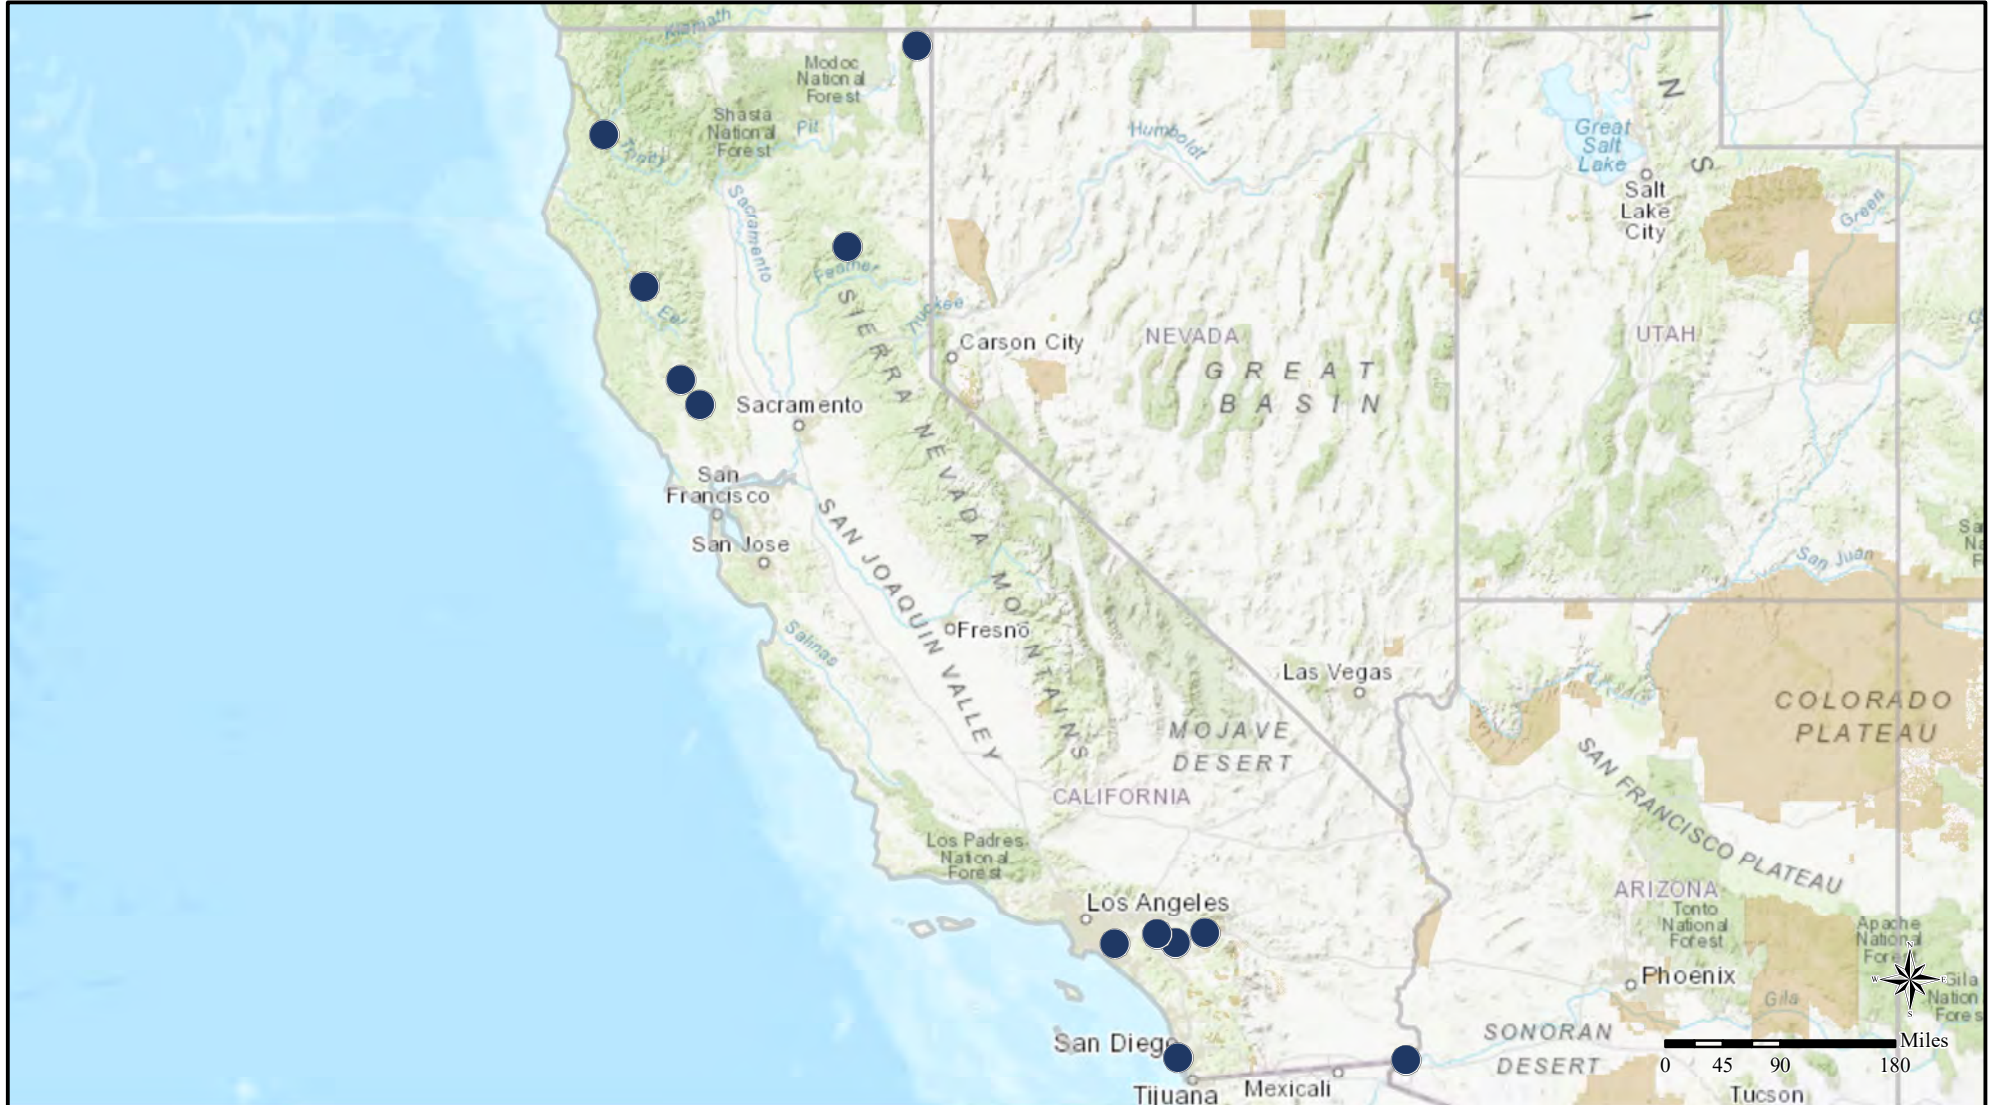 Klamath
Modoc
National
Forest
Shasta
National
Forest
Pit
Trinity
Sacramento
Humboldt
Great
Salt
Lake
Salt
Lake
City
N
S
Green
Feather
Truckee
Eel
SIERRA NEVADA MOUNTAINS
Carson City
NEVADA
GREAT
BASIN
UTAH
Sacramento
San
Francisco
San Jose
SAN JOAQUIN VALLEY
Fresno
Salinas
San Juan
Las Vegas
MOJAVE
DESERT
COLORADO
PLATEAU
CALIFORNIA
SAN FRANCISCO PLATEAU
Los Padres
National
Forest
Los Angeles
ARIZONA
Tonto
National
Forest
Apache
National
Phoenix
Gila
Gila
Nation
Fores
N
W
E
S
San Diego
SONORAN
DESERT
Tijuana
Mexicali
Tucson
Miles
0 45 90 180